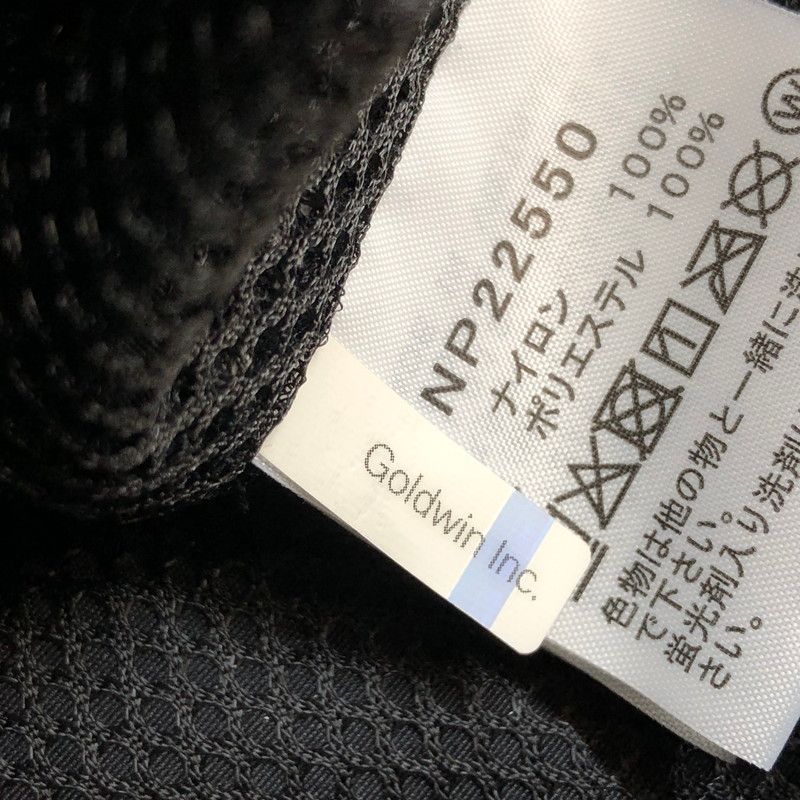 NP22550
ナイロン 100%
ポリエステル 100%
W
色物は他の物と一緒に
で下さい。
蛍光剤入り洗剤
さい。
Goldwin Inc.